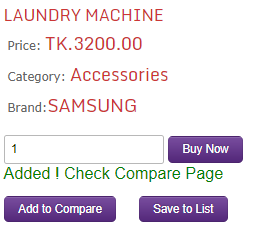 LAUNDRY MACHINE
Price: TK.3200.00
Category: Accessories
Brand:SAMSUNG
1 Buy Now
Added ! Check Compare Page
Add to Compare Save to List